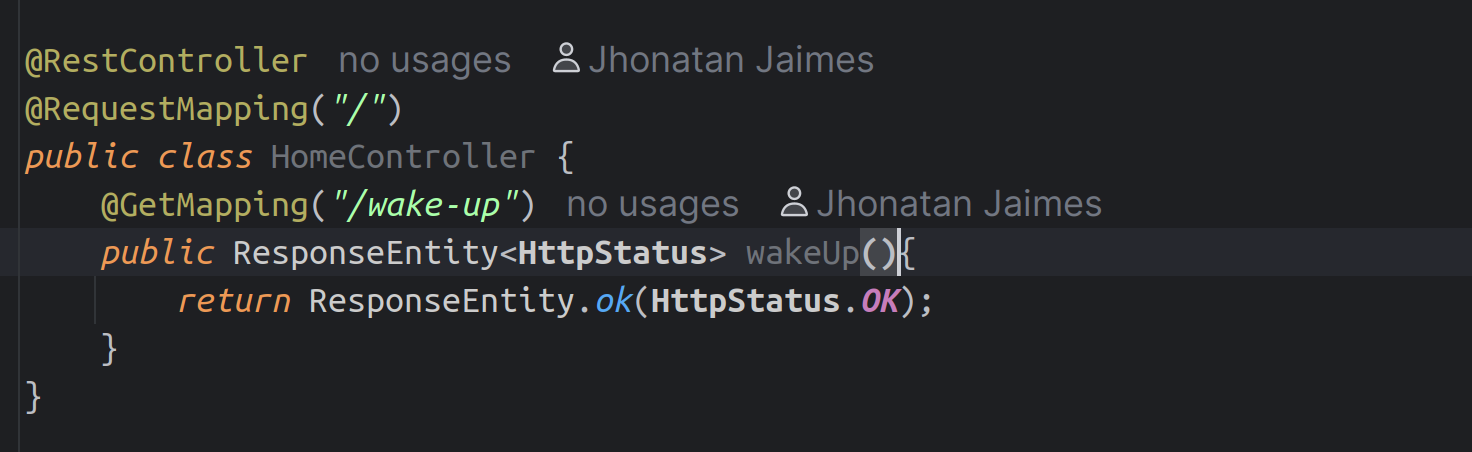 @RestController no usages Jhonatan Jaimes
@RequestMapping("/")
public class HomeController {
@GetMapping("/wake-up") no usages Jhonatan Jaimes
public ResponseEntity<HttpStatus> wakeUp(){
return ResponseEntity.ok(HttpStatus.OK);
}
}